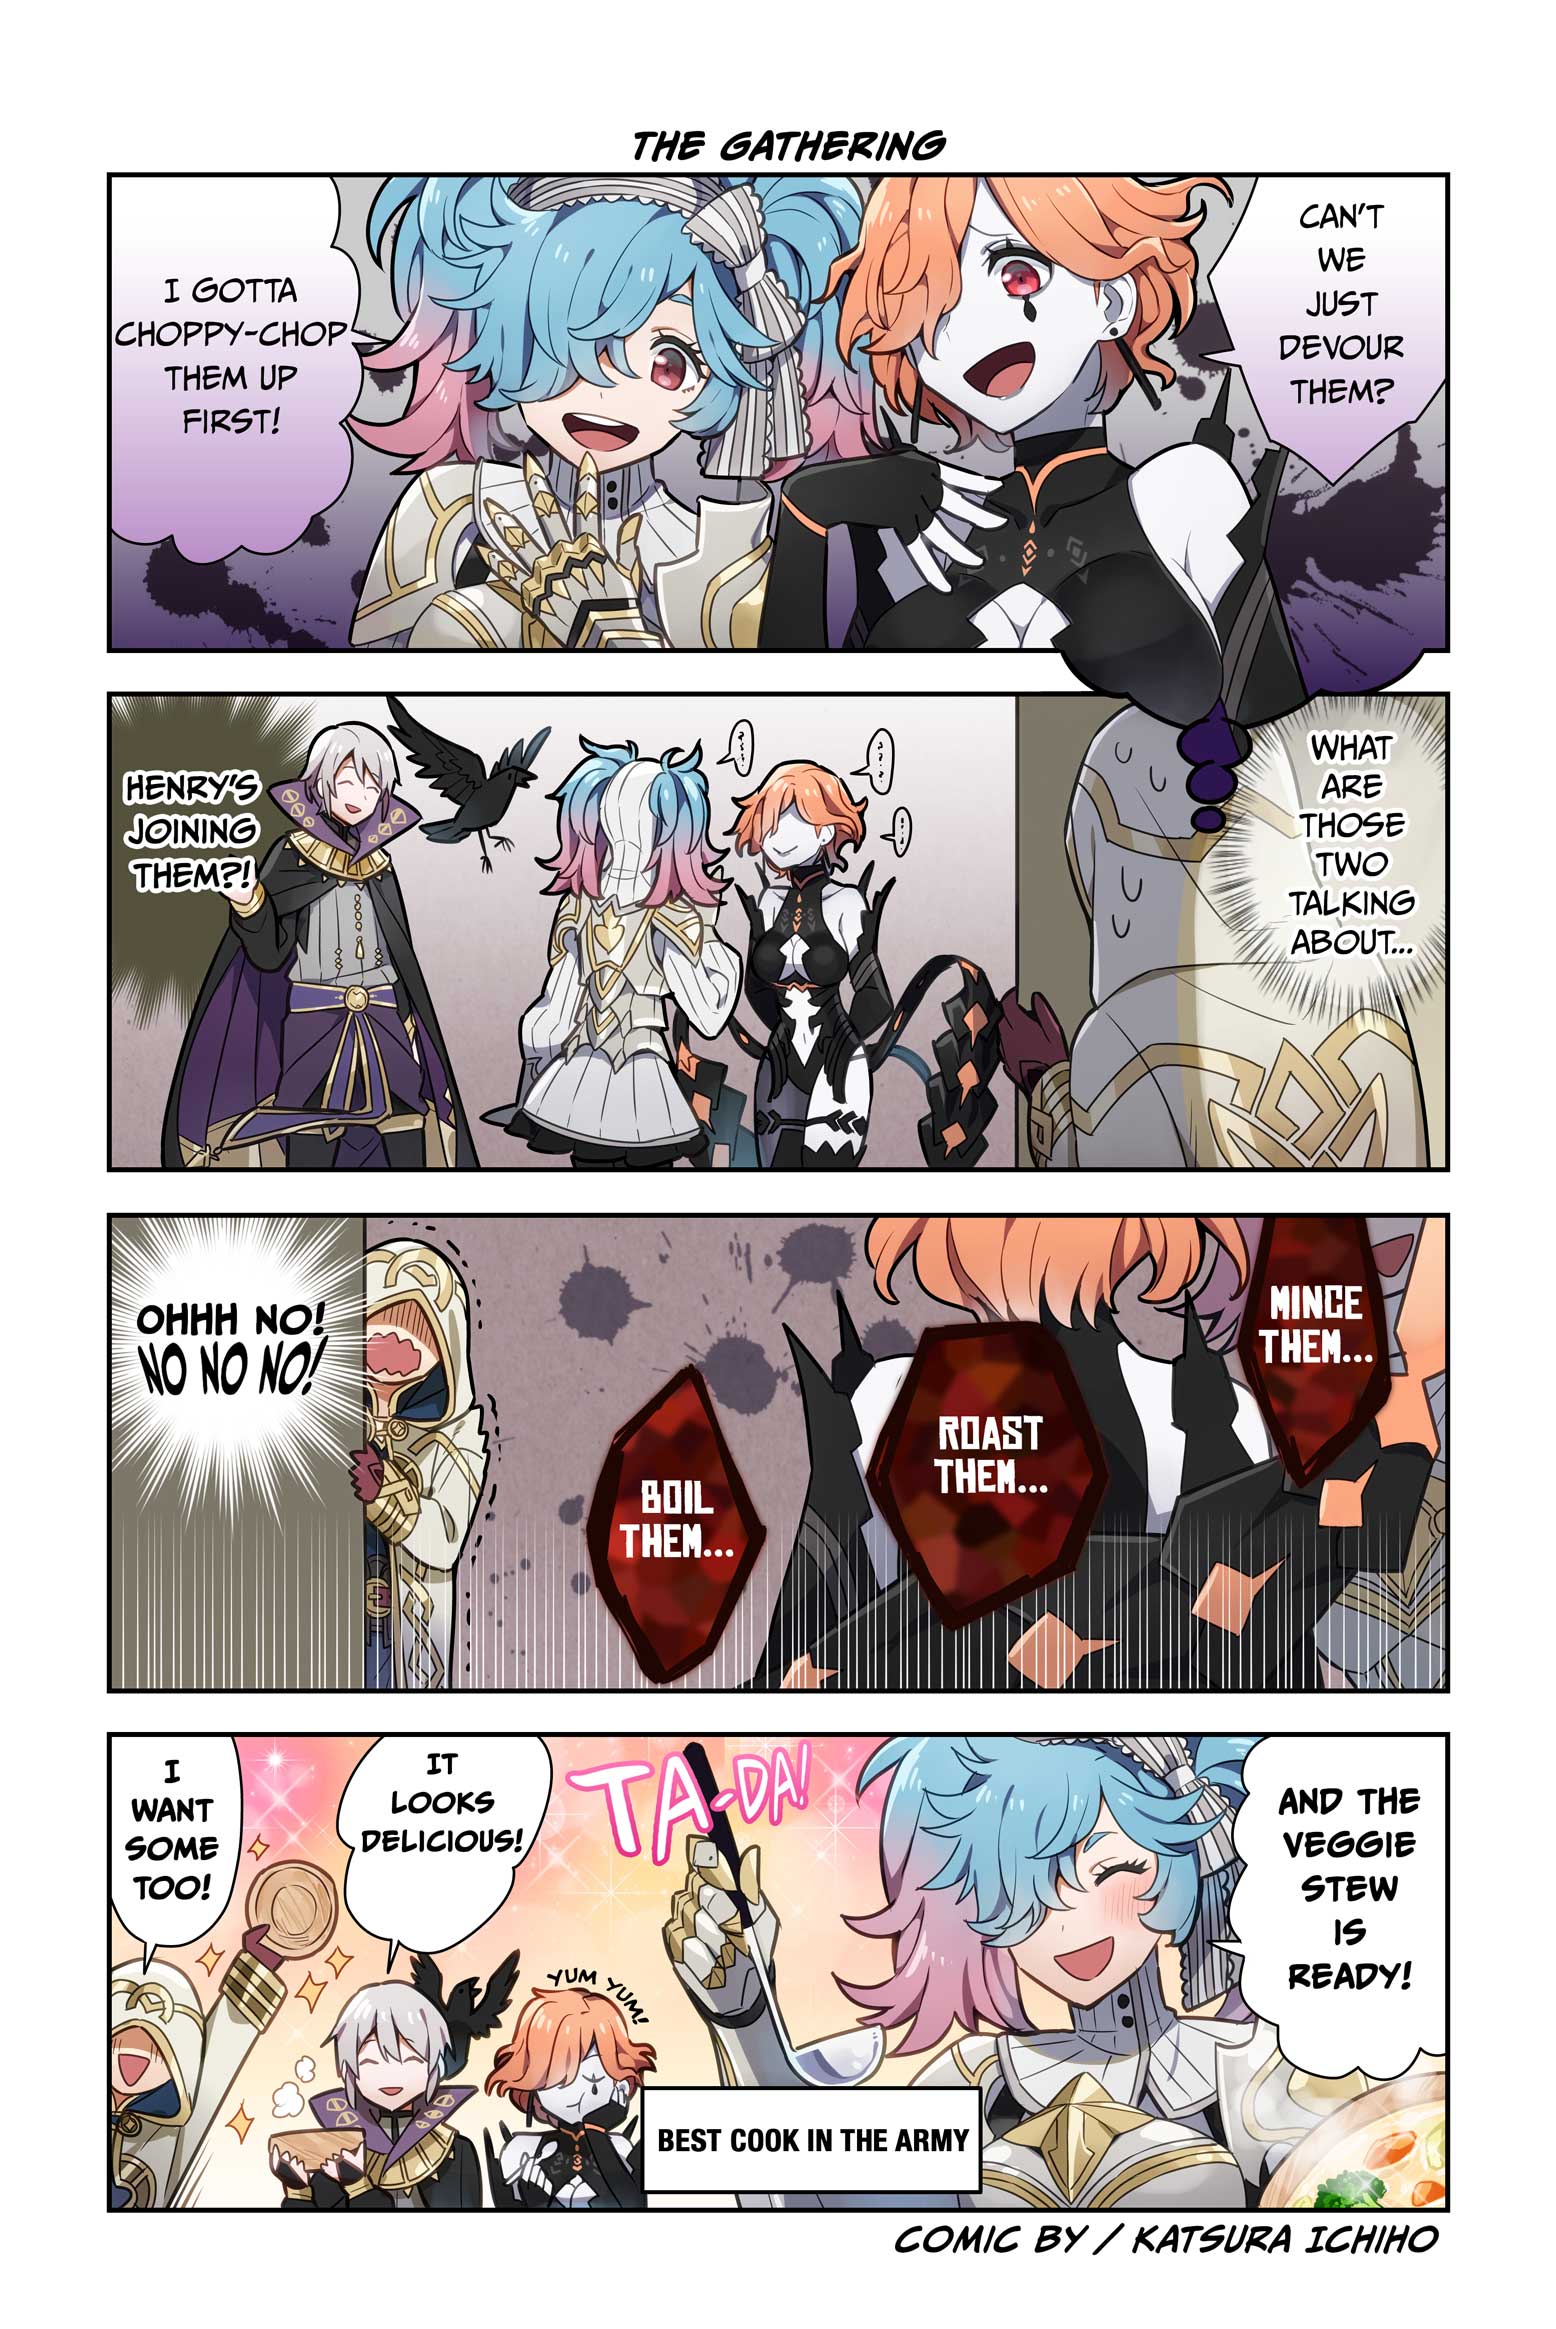 THE GATHERING
CAN'T
WE
JUST
DEVOUR
THEM?
I GOTTA
CHOPPY-CHOP
THEM UP
FIRST!
WHAT
ARE
THOSE
TWO
TALKING
ABOUT...
HENRY'S
JOINING
THEM?!
MINCE
THEM...
ROAST
THEM...
BOIL
THEM...
OHHH NO!
NO NO NO!
AND THE
VEGGIE
STEW
IS
READY!
TA-DA!
YUM YUM!
IT
LOOKS
DELICIOUS!
I
WANT
SOME
TOO!
BEST COOK IN THE ARMY
COMIC BY / KATSURA ICHIHO